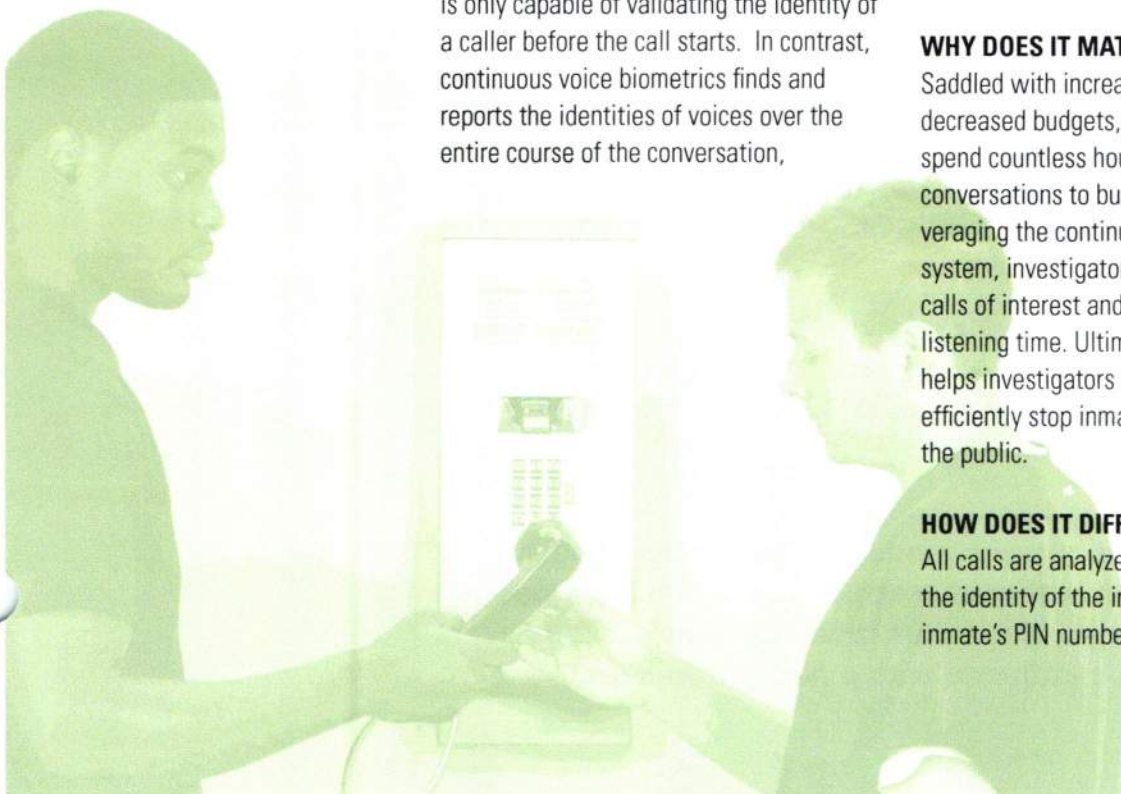 is only capable of validating the identity of
a caller before the call starts. In contrast,
continuous voice biometrics finds and
reports the identities of voices over the
entire course of the conversation,
WHY DOES IT MAT
Saddled with increa
decreased budgets,
spend countless hou
conversations to bu
veraging the continu
system, investigato
calls of interest and
listening time. Ultim
helps investigators
efficiently stop inma
the public.
HOW DOES IT DIFF
All calls are analyze
the identity of the in
inmate's PIN numbe